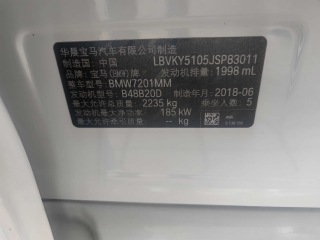 华晨宝马汽车有限公司制造
制造国：中国 LBVKY5105JSP83011
发动机排量：1998 mL
品牌：宝马(BMW)牌
整车型号：BMW7201MM
发动机型号：B48B20D 制造年月：2018-06
最大允许总质量：2235 kg 乘坐人数：5
发动机最大净功率：185 kW
最大允许 -- kg